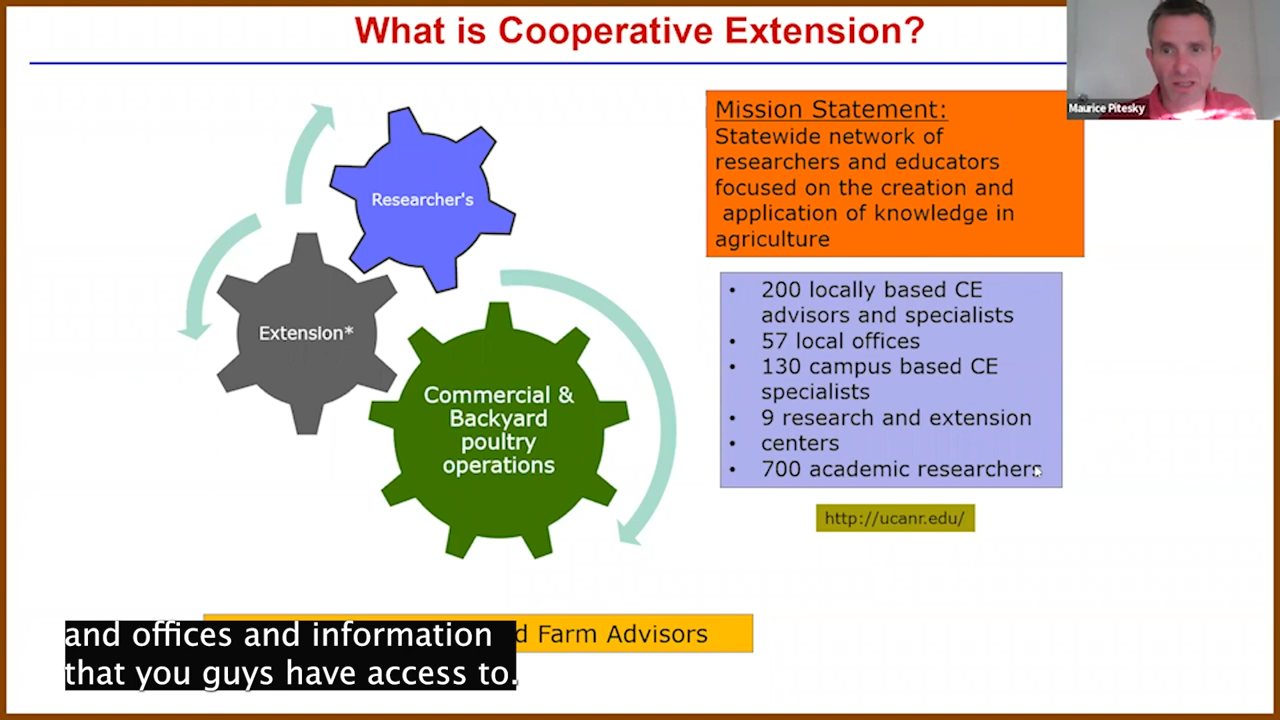 What is Cooperative Extension?
Maurice Pitesky
Researcher's
Extension*
Commercial &
Backyard
poultry
operations
Mission Statement:
Statewide network of
researchers and educators
focused on the creation and
application of knowledge in
agriculture
• 200 locally based CE
advisors and specialists
• 57 local offices
• 130 campus based CE
specialists
• 9 research and extension
• centers
• 700 academic researchers
http://ucanr.edu/
d Farm Advisors
and offices and information
that you guys have access to.